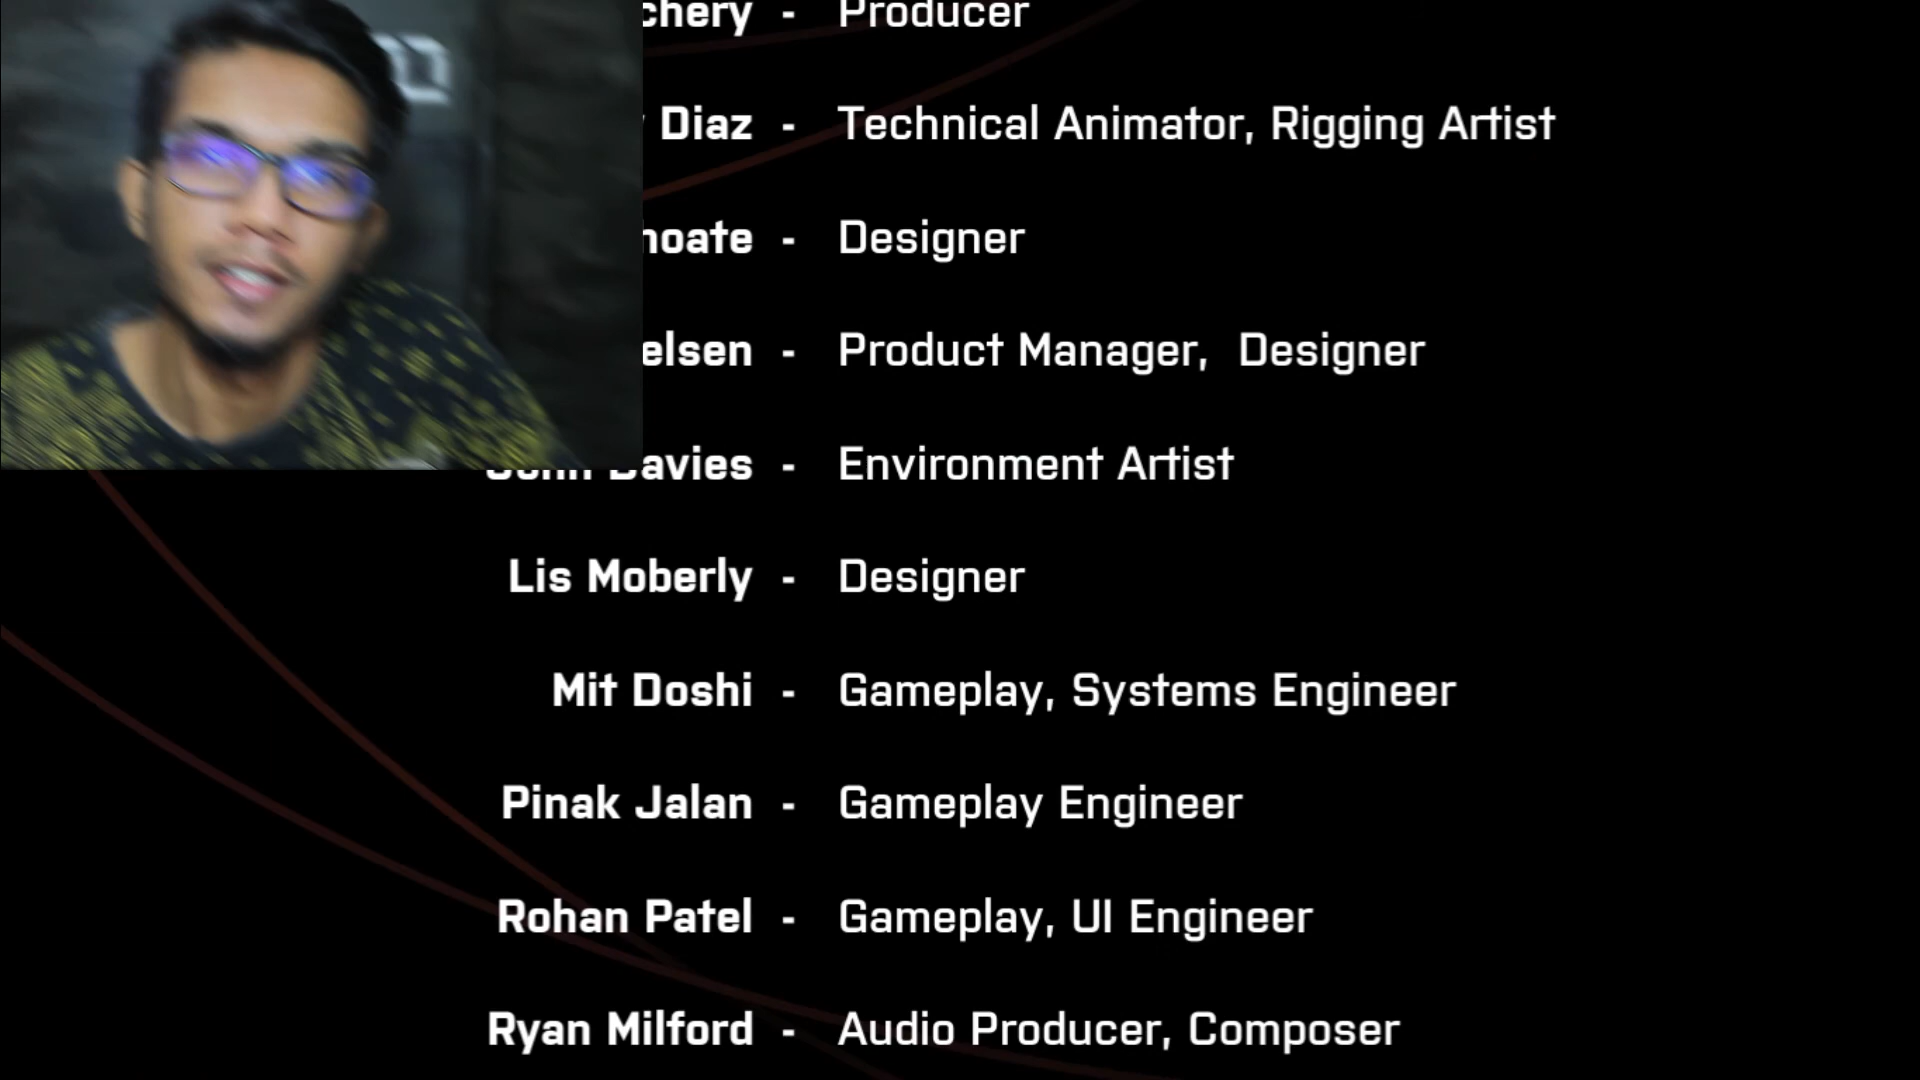 - Producer
Diaz - Technical Animator, Rigging Artist
- Designer
- Product Manager, Designer
Davies - Environment Artist
Lis Moberly - Designer
Mit Doshi - Gameplay, Systems Engineer
Pinak Jalan - Gameplay Engineer
Rohan Patel - Gameplay, UI Engineer
Ryan Milford - Audio Producer, Composer